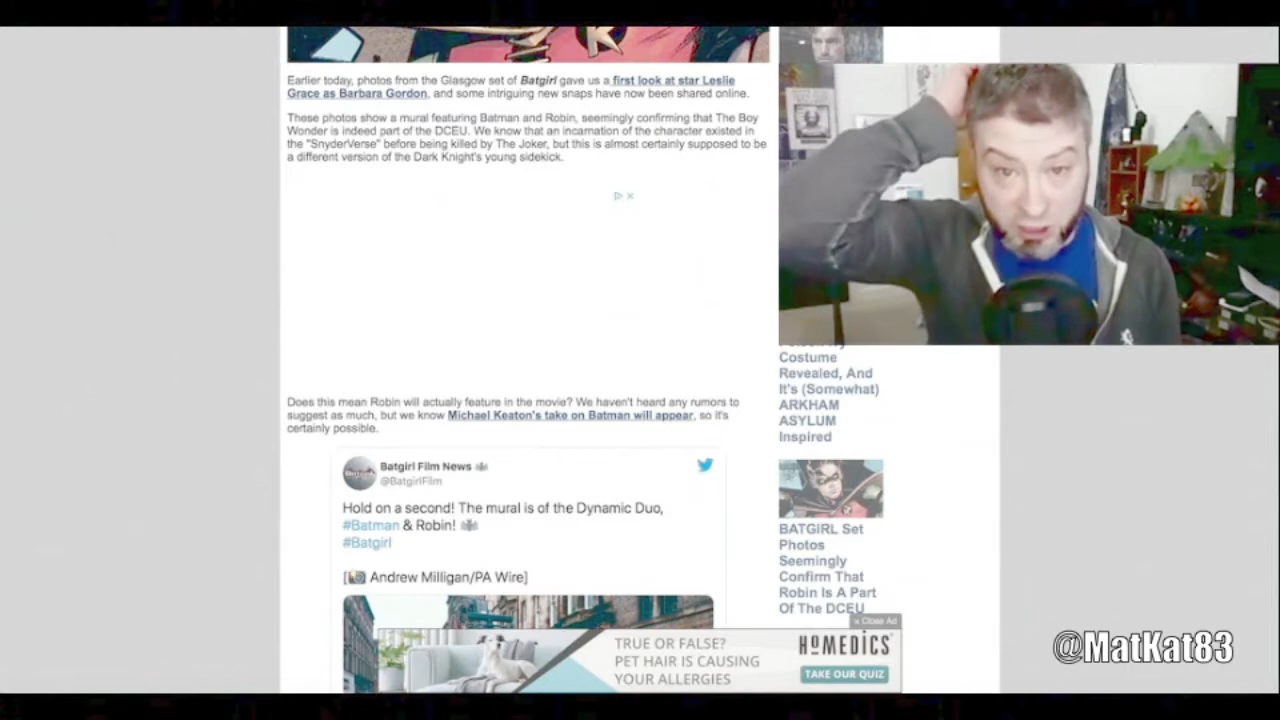 Earlier today, photos from the Glasgow set of Batgirl gave us a first look at star Leslie
Grace as Barbara Gordon, and some intriguing new snaps have now been shared online.
These photos show a mural featuring Batman and Robin, seemingly confirming that The Boy
Wonder is indeed part of the DCEU. We know that an incarnation of the character existed in
the "SnyderVerse" before being killed by The Joker, but this is almost certainly supposed to be
a different version of the Dark Knight's young sidekick.
Does this mean Robin will actually feature in the movie? We haven't heard any rumors to
suggest as much, but we know Michael Keaton's take on Batman will appear, so it's
certainly possible.
Batgirl Film News
@BatgirlFilm
Hold on a second! The mural is of the Dynamic Duo,
#Batman & Robin!
#Batgirl
[ Andrew Milligan/PA Wire]
Costume
Revealed, And
It's (Somewhat)
ARKHAM
ASYLUM
Inspired
BATGIRL Set
Photos
Seemingly
Confirm That
Robin Is A Part
Of The DCEU
x Close Ad
TRUE OR FALSE?
PET HAIR IS CAUSING
YOUR ALLERGIES
HOMEDICS
TAKE OUR QUIZ
@MatKat83